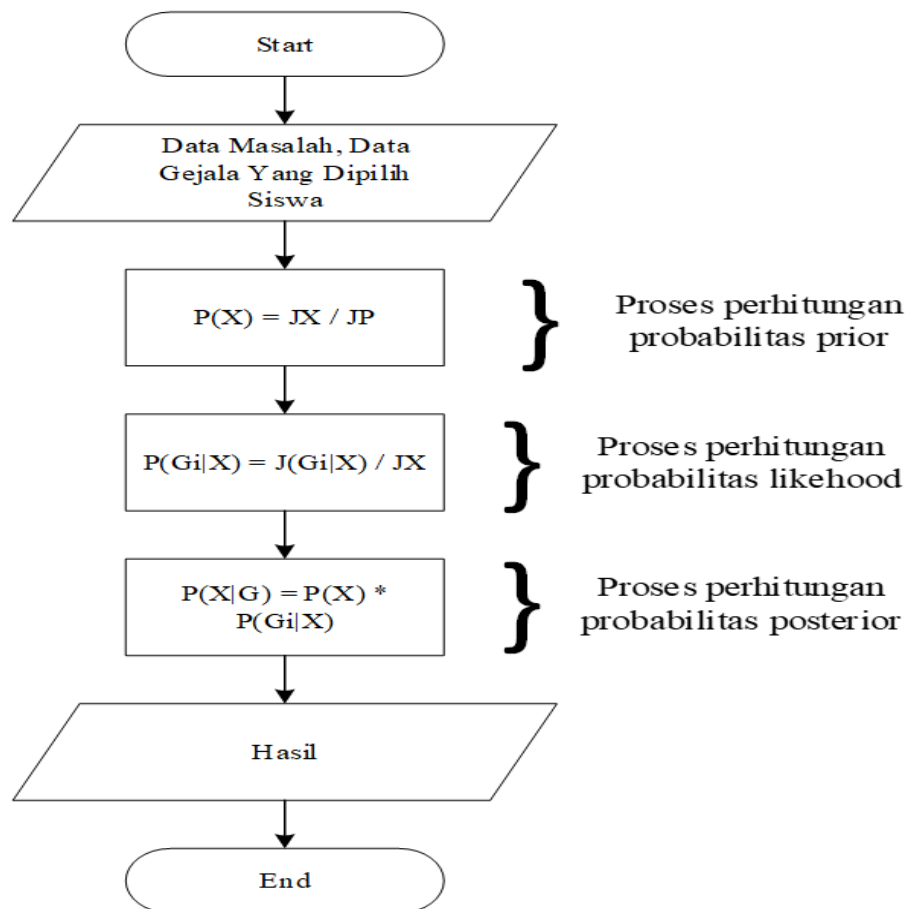 Start
Data Masalah, Data
Gejala Yang Dipilih
Siswa
P(X) = JX / JP
Proses perhitungan
probabilitas prior
P(Gi|X) = J(Gi|X) / JX
Proses perhitungan
probabilitas likehood
P(X|G) = P(X) *
P(Gi|X)
Proses perhitungan
probabilitas posterior
Hasil
End